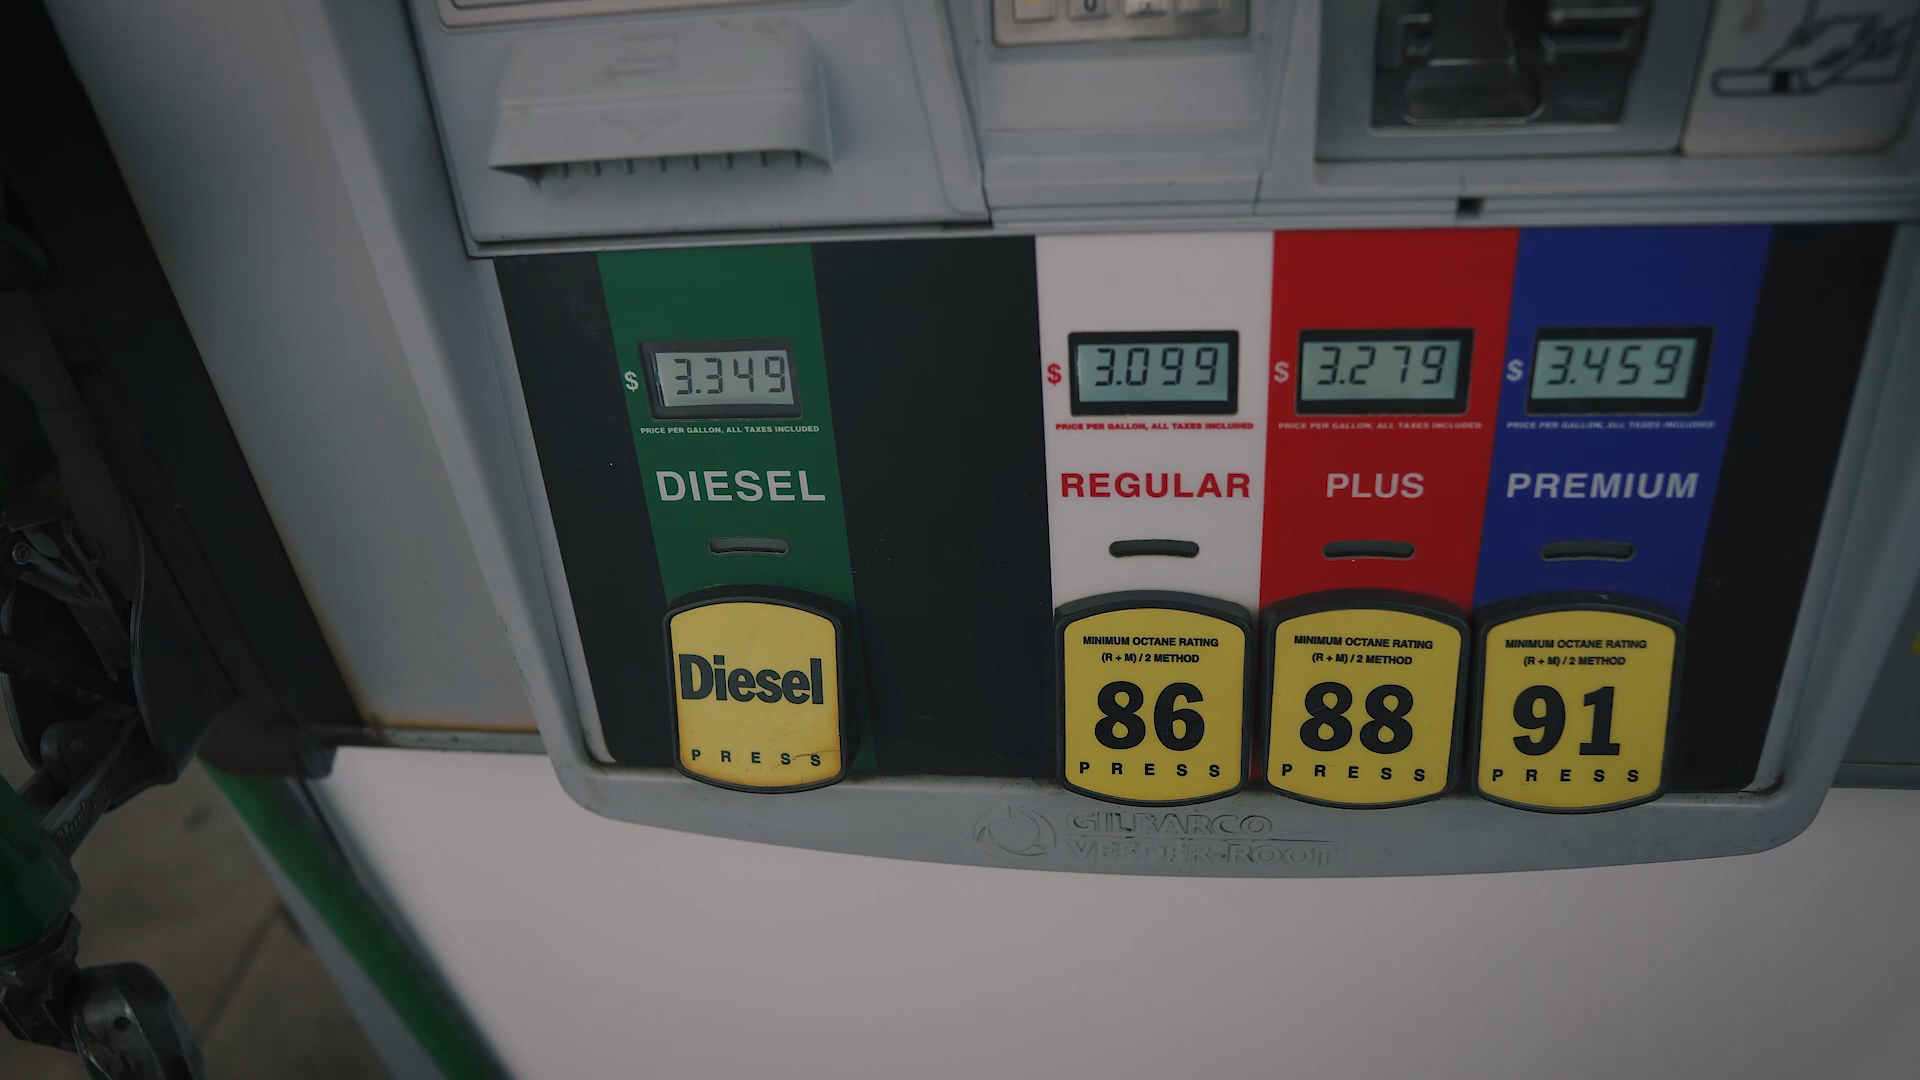 0
$ 3.349
PRICE PER GALLON, ALL TAXES INCLUDED
DIESEL
Diesel
PRESS
$ 3.099
PRICE PER GALLON, ALL TAXES INCLUDED
REGULAR
MINIMUM OCTANE RATING
(R + M) / 2 METHOD
86
PRESS
$ 3.279
PRICE PER GALLON, ALL TAXES INCLUDED
PLUS
MINIMUM OCTANE RATING
(R + M) / 2 METHOD
88
PRESS
$ 3.459
PRICE PER GALLON, ALL TAXES INCLUDED
PREMIUM
MINIMUM OCTANE RATING
(R + M) / 2 METHOD
91
PRESS
GILBARCO
VEEDER-ROOT